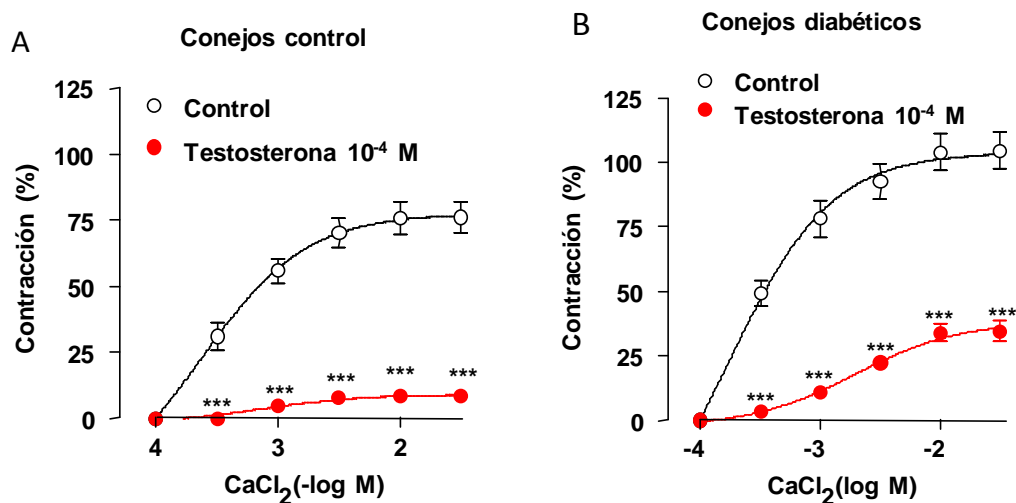 A
Conejos control
Control
Testosterona 10⁻⁴ M
125
100
75
50
25
0
Contracción (%)
***
***
***
***
***
4
3
2
CaCl₂(-log M)
B
Conejos diabéticos
Control
Testosterona 10⁻⁴ M
125
100
75
50
25
0
Contracción (%)
***
***
***
***
***
-4
-3
-2
CaCl₂(log M)